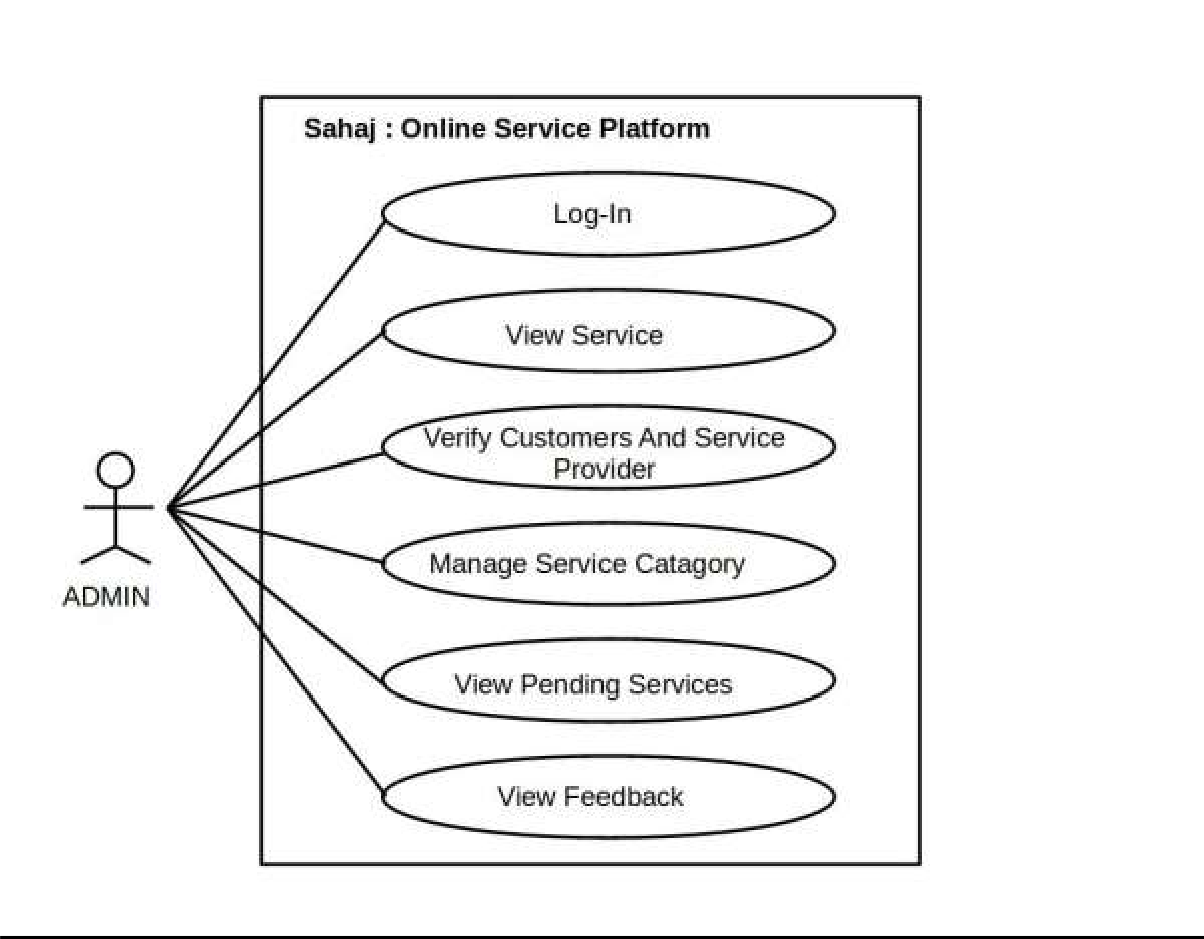 Sahaj : Online Service Platform
Log-In
View Service
Verify Customers And Service
Provider
Manage Service Catagory
ADMIN
View Pending Services
View Feedback